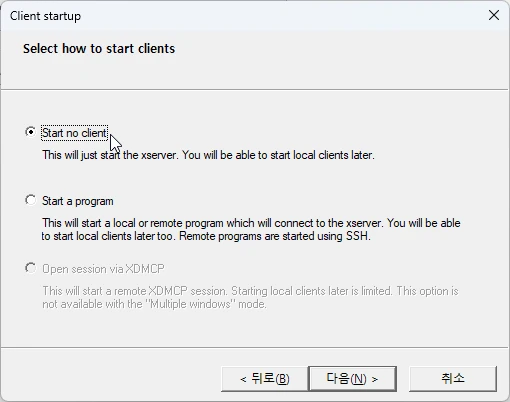 Client startup
Select how to start clients
Start no client
This will just start the xserver. You will be able to start local clients later.
Start a program
This will start a local or remote program which will connect to the xserver. You will be able
to start local clients later too. Remote programs are started using SSH.
Open session via XDMCP
This will start a remote XDMCP session. Starting local clients later is limited. This option is
not available with the "Multiple windows" mode.
< 뒤로(B) 다음(N) > 취소